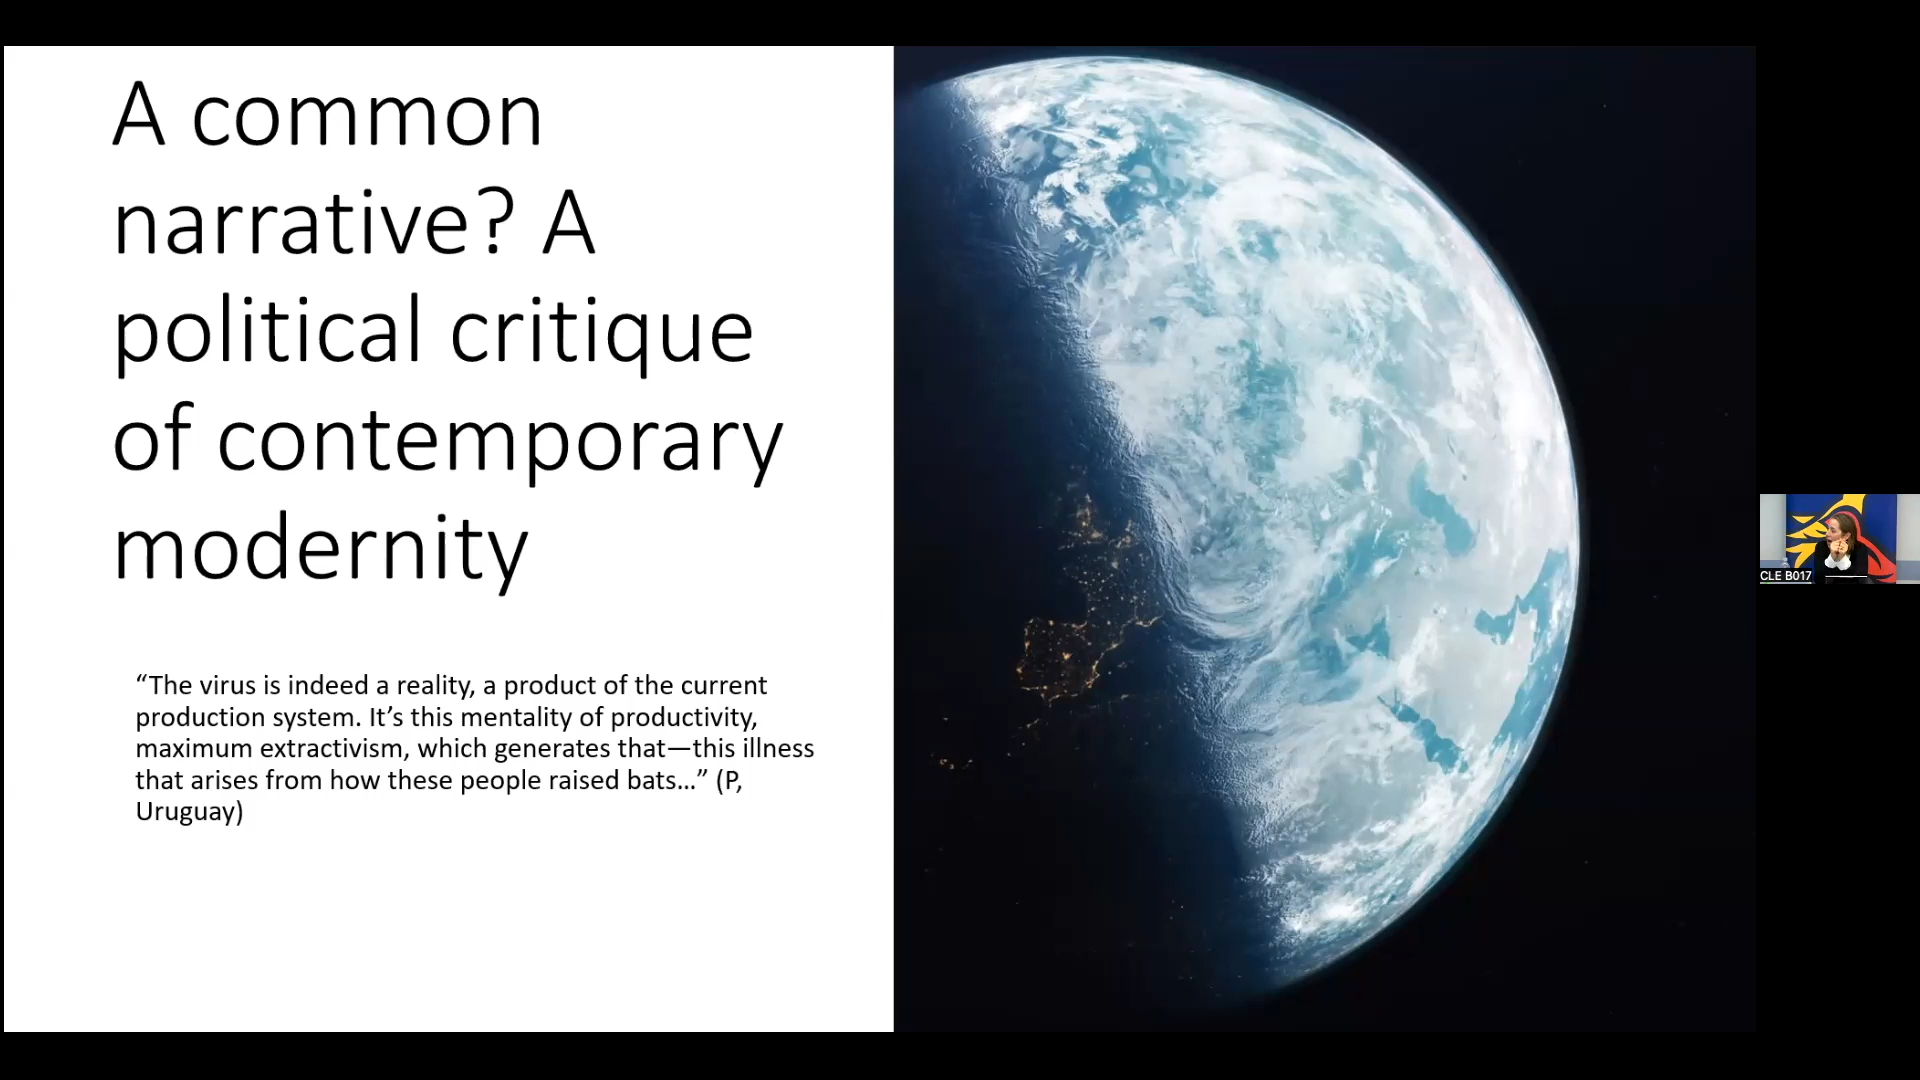 A common
narrative? A
political critique
of contemporary
modernity
“The virus is indeed a reality, a product of the current
production system. It’s this mentality of productivity,
maximum extractivism, which generates that—this illness
that arises from how these people raised bats…” (P,
Uruguay)
CLE B017